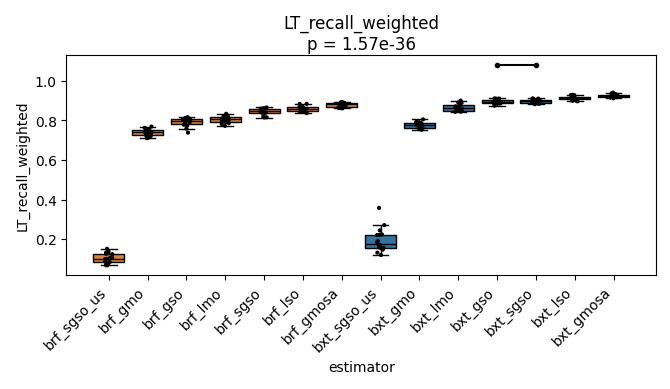 LT_recall_weighted
p = 1.57e-36
LT_recall_weighted
1.0
0.8
0.6
0.4
0.2
brf_sgso_us
brf_gmo
brf_gso
brf_lmo
brf_sgso
brf_lso
brf_gmosa
bxt_sgso_us
bxt_gmo
bxt_lmo
bxt_gso
bxt_sgso
bxt_lso
bxt_gmosa
estimator